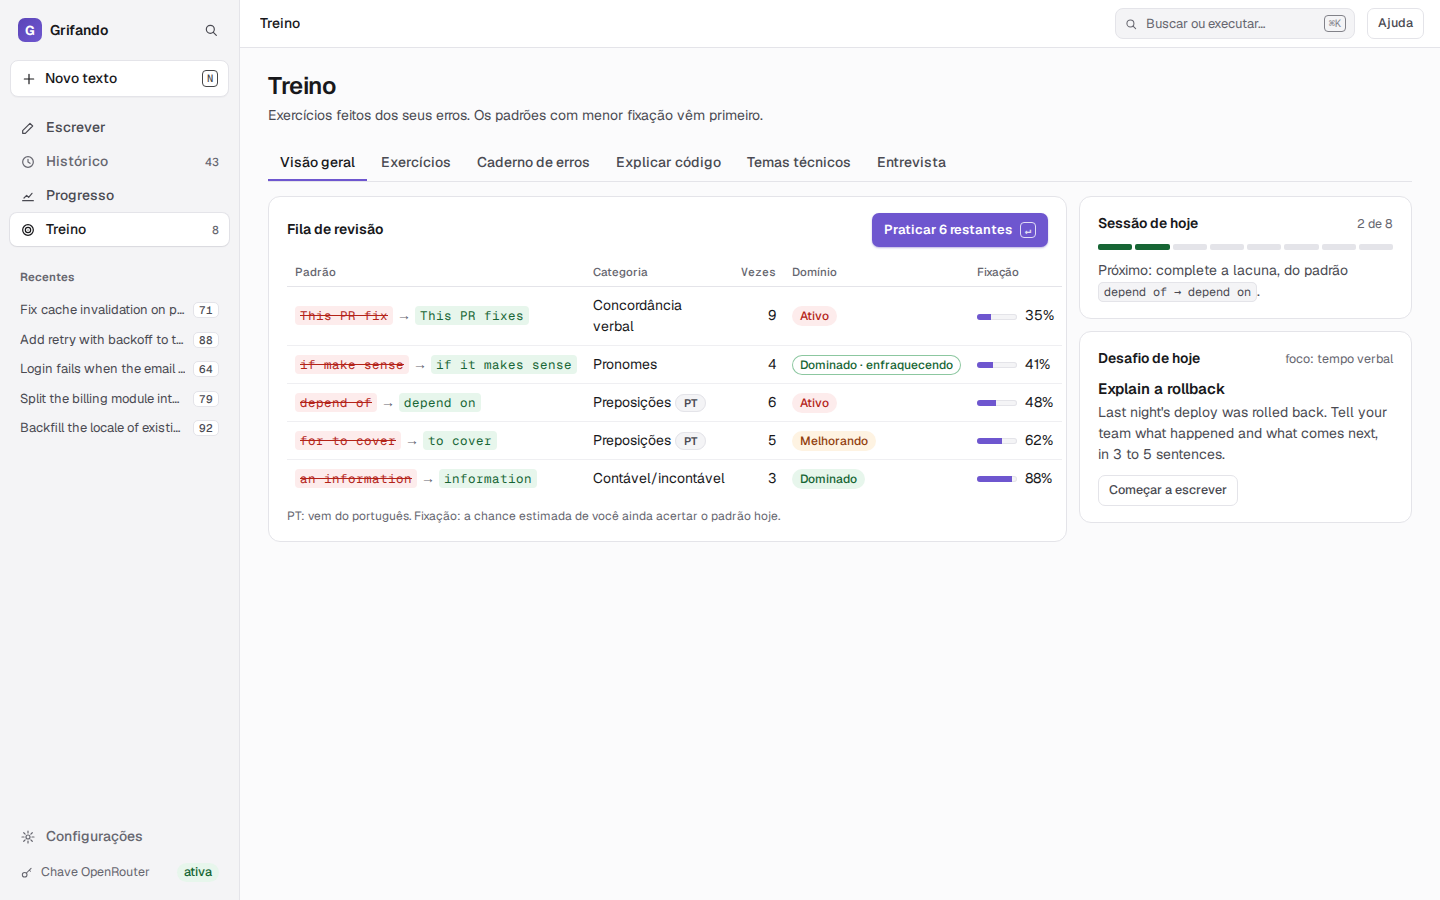 G Grifando
Novo texto N
Escrever
Histórico 43
Progresso
Treino 8
Recentes
Fix cache invalidation on p... 71
Add retry with backoff to t... 88
Login fails when the email ... 64
Split the billing module int... 79
Backfill the locale of existi... 92
Configurações
Chave OpenRouter ativa
Treino
Buscar ou executar... ⌘K
Ajuda
Treino
Exercícios feitos dos seus erros. Os padrões com menor fixação vêm primeiro.
Visão geral Exercícios Caderno de erros Explicar código Temas técnicos Entrevista
Fila de revisão
Praticar 6 restantes ↵
Padrão Categoria Vezes Domínio Fixação
This PR fix → This PR fixes Concordância verbal 9 Ativo 35%
if make sense → if it makes sense Pronomes 4 Dominado · enfraquecendo 41%
depend of → depend on Preposições PT 6 Ativo 48%
for to cover → to cover Preposições PT 5 Melhorando 62%
an information → information Contável/incontável 3 Dominado 88%
PT: vem do português. Fixação: a chance estimada de você ainda acertar o padrão hoje.
Sessão de hoje 2 de 8
Próximo: complete a lacuna, do padrão
depend of → depend on.
Desafio de hoje foco: tempo verbal
Explain a rollback
Last night's deploy was rolled back. Tell your
team what happened and what comes next,
in 3 to 5 sentences.
Começar a escrever